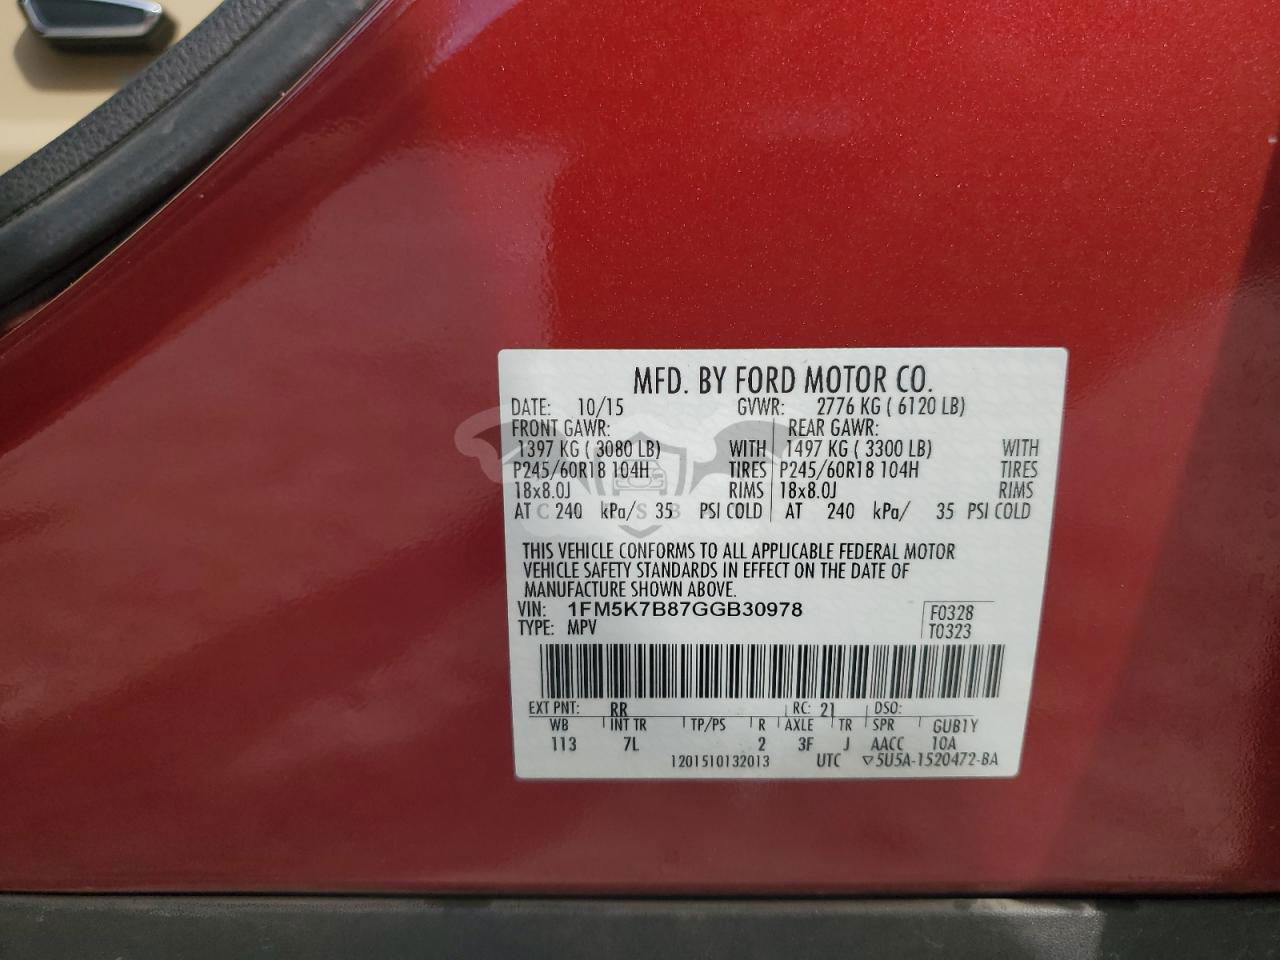 MFD. BY FORD MOTOR CO.
DATE: 10/15 GVWR: 2776 KG ( 6120 LB)
FRONT GAWR: REAR GAWR:
1397 KG ( 3080 LB) WITH 1497 KG ( 3300 LB) WITH
P245/60R18 104H TIRES P245/60R18 104H TIRES
18x8.0J RIMS 18x8.0J RIMS
AT 240 kPa/ 35 PSI COLD AT 240 kPa/ 35 PSI COLD
C S B
THIS VEHICLE CONFORMS TO ALL APPLICABLE FEDERAL MOTOR
VEHICLE SAFETY STANDARDS IN EFFECT ON THE DATE OF
MANUFACTURE SHOWN ABOVE.
VIN: 1FM5K7B87GGB30978 F0328
TYPE: MPV T0323
EXT PNT: RR RC: 21 DSO:
WB INT TR TP/PS R AXLE TR SPR GUB1Y
113 7L 2 3F J AACC 10A
1201510132013 UTC ▽5U5A-1520472-BA